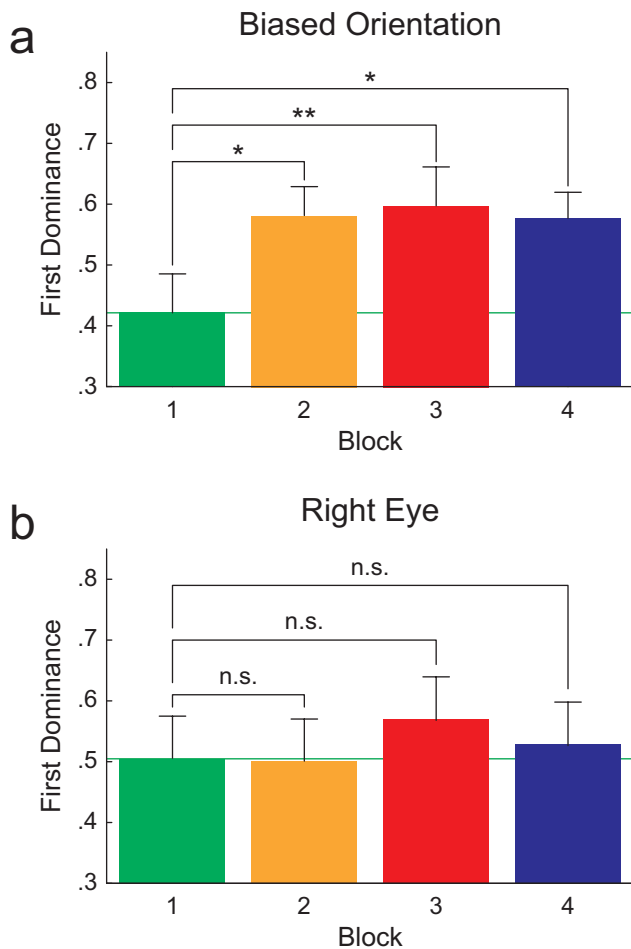 a
Biased Orientation
First Dominance
.8
.7
.6
.5
.4
.3
*
**
*
1 2 3 4
Block
b
Right Eye
First Dominance
.8
.7
.6
.5
.4
.3
n.s.
n.s.
n.s.
1 2 3 4
Block